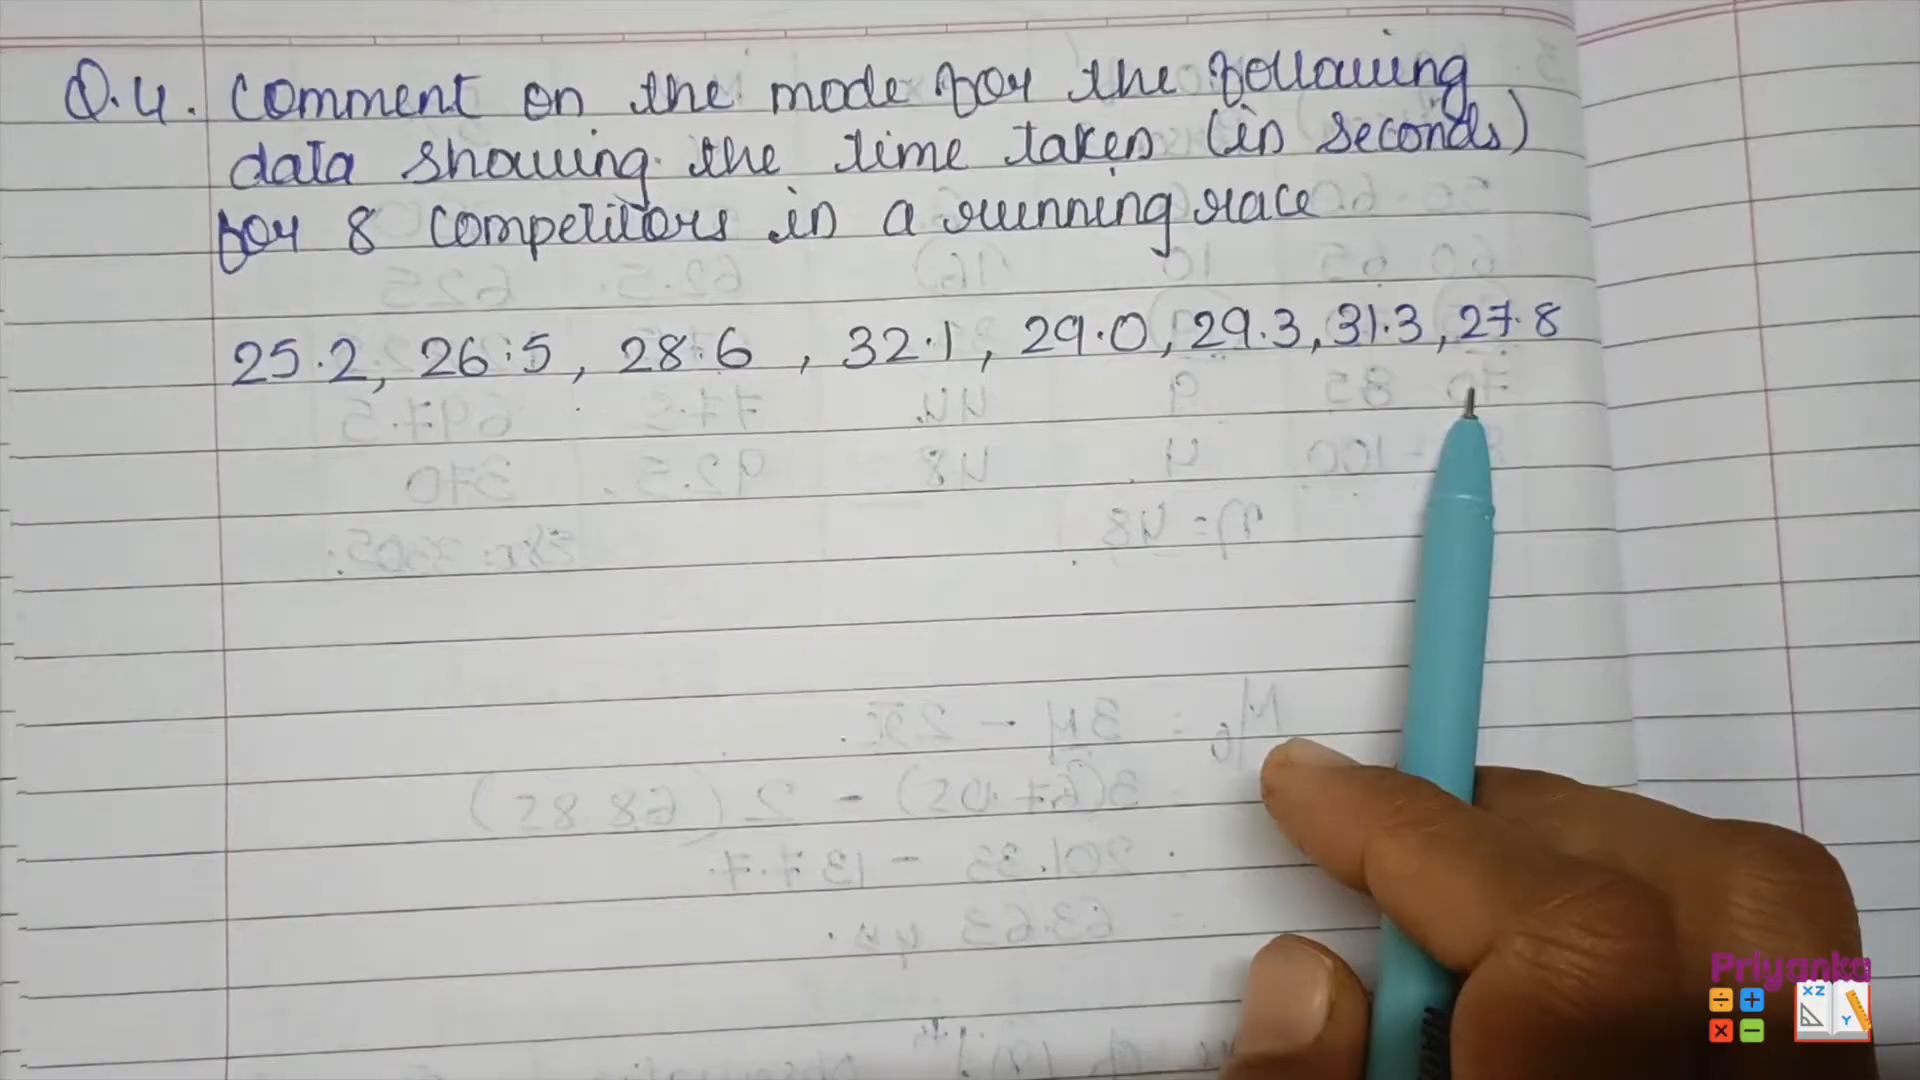 Q.4. Comment on the mode for the following
data showing the time taken (in seconds)
for 8 competitors in a running race
25.2, 26.5, 28.6, 32.1, 29.0, 29.3, 31.3, 27.8
Priyanka
XZ
Y